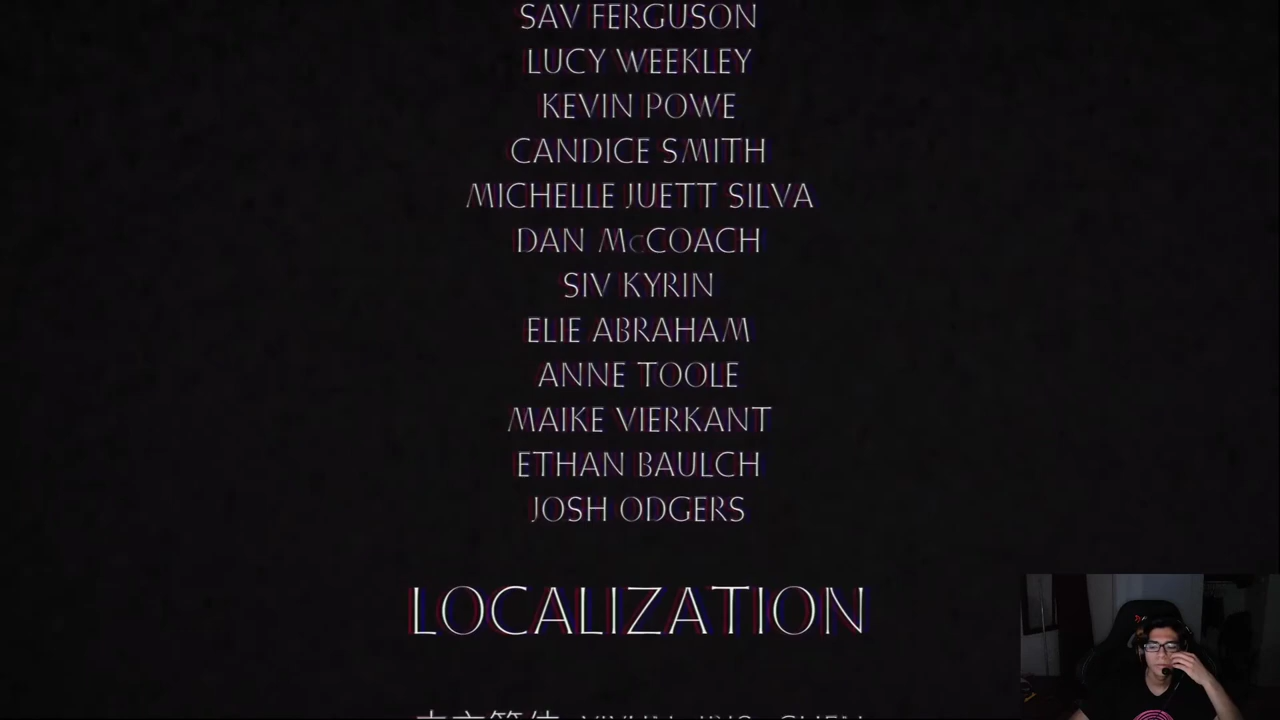 SAV FERGUSON
LUCY WEEKLEY
KEVIN POWE
CANDICE SMITH
MICHELLE JUETT SILVA
DAN McCOACH
SIV KYRIN
ELIE ABRAHAM
ANNE TOOLE
MAIKE VIERKANT
ETHAN BAULCH
JOSH ODGERS
LOCALIZATION